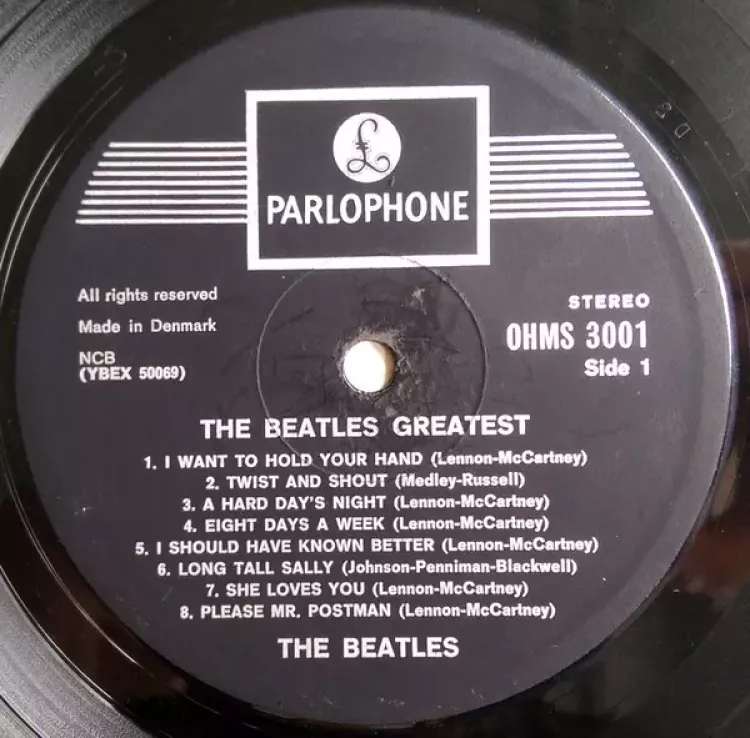 £
PARLOPHONE
All rights reserved
Made in Denmark
NCB
(YBEX 50069)
STEREO
OHMS 3001
Side 1
THE BEATLES GREATEST
1. I WANT TO HOLD YOUR HAND (Lennon-McCartney)
2. TWIST AND SHOUT (Medley-Russell)
3. A HARD DAY'S NIGHT (Lennon-McCartney)
4. EIGHT DAYS A WEEK (Lennon-McCartney)
5. I SHOULD HAVE KNOWN BETTER (Lennon-McCartney)
6. LONG TALL SALLY (Johnson-Penniman-Blackwell)
7. SHE LOVES YOU (Lennon-McCartney)
8. PLEASE MR. POSTMAN (Lennon-McCartney)
THE BEATLES